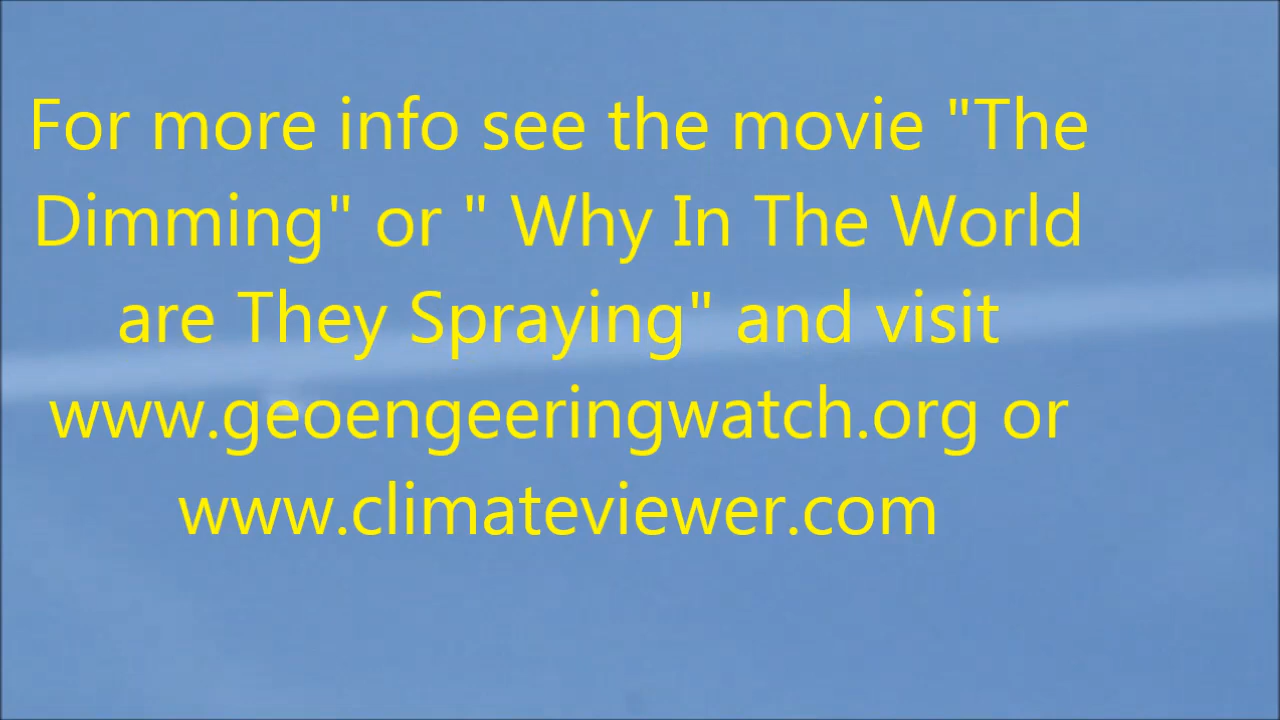 For more info see the movie "The
Dimming" or " Why In The World
are They Spraying" and visit
www.geoengeeringwatch.org or
www.climateviewer.com